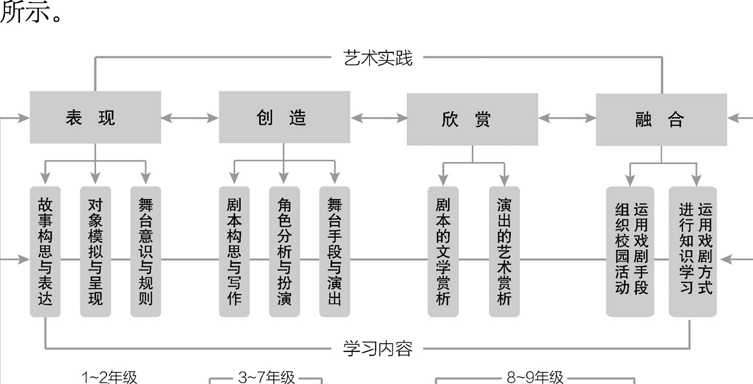 所示。
艺术实践
表 现
创 造
欣 赏
融 合
故事构思与表达
对象模拟与呈现
舞台意识与规则
剧本构思与写作
角色分析与扮演
舞台手段与演出
剧本的文学赏析
演出的艺术赏析
运用戏剧手段
组织校园活动
运用戏剧方式
进行知识学习
学习内容
1~2年级
3~7年级
8~9年级